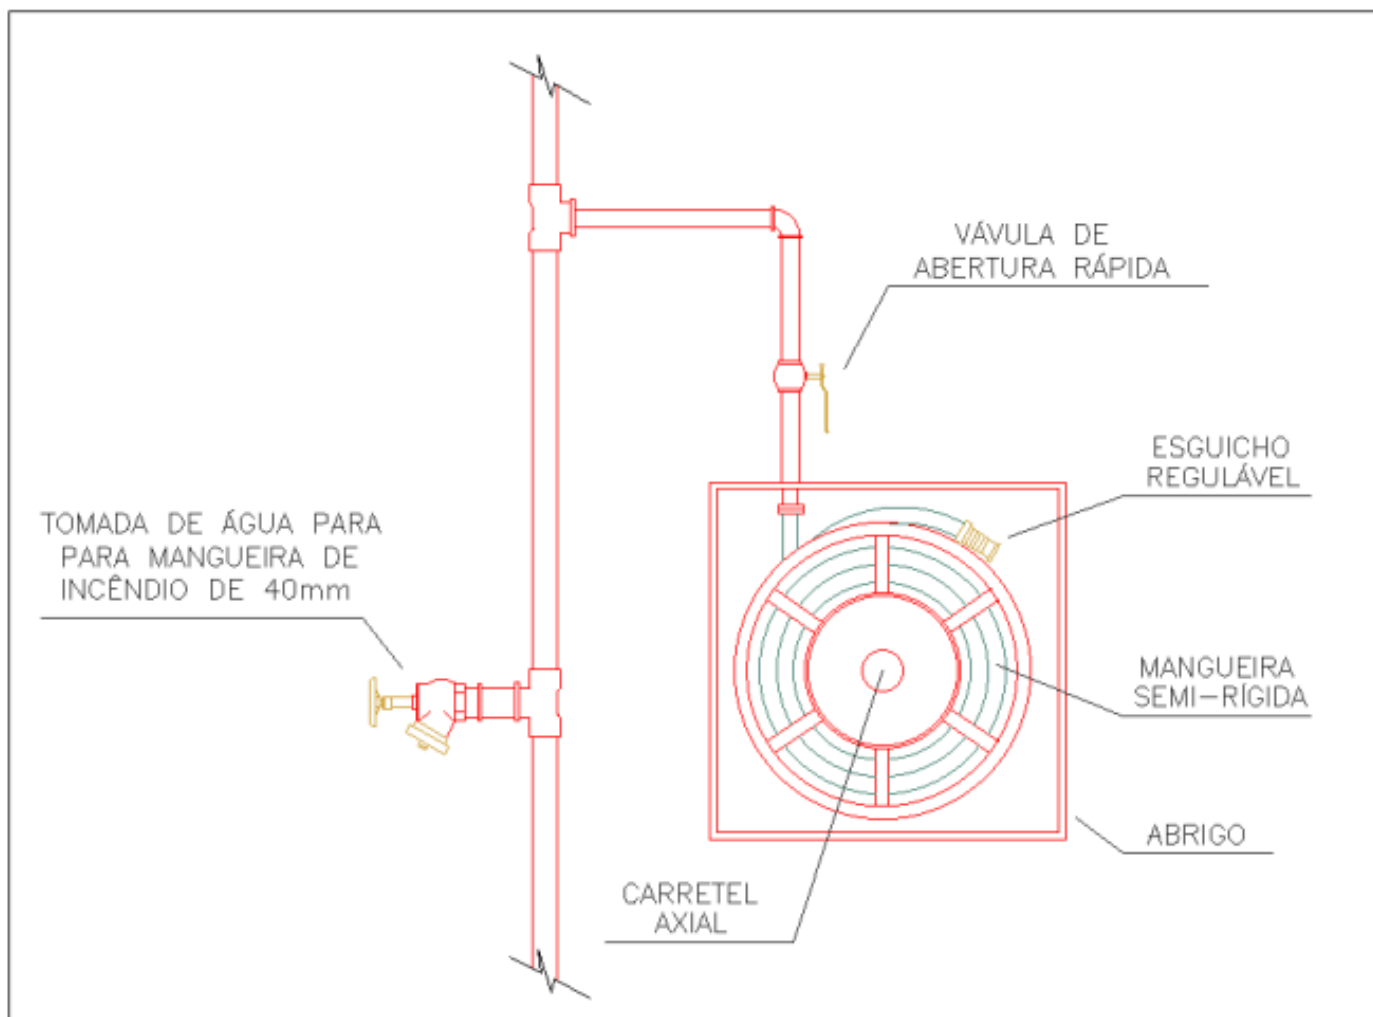 VÁVULA DE
ABERTURA RÁPIDA
ESGUICHO
REGULÁVEL
TOMADA DE ÁGUA PARA
PARA MANGUEIRA DE
INCÊNDIO DE 40mm
MANGUEIRA
SEMI-RÍGIDA
ABRIGO
CARRETEL
AXIAL